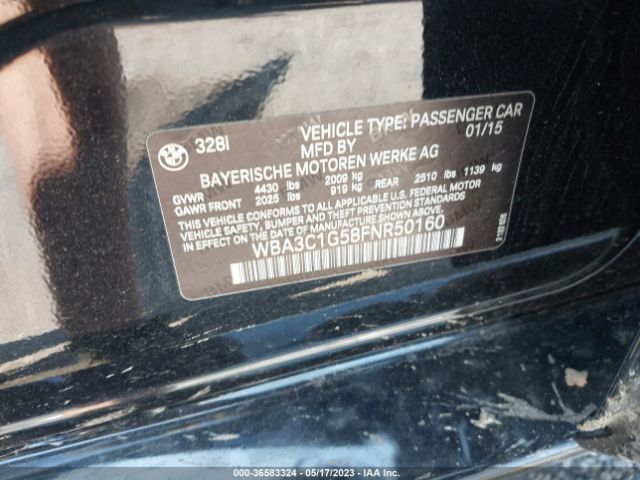 328I
VEHICLE TYPE: PASSENGER CAR
MFD BY 01/15
BAYERISCHE MOTOREN WERKE AG
GVWR 4430 lbs 2009 kg
GAWR FRONT 2025 lbs 919 kg REAR 2510 lbs 1139 kg
THIS VEHICLE CONFORMS TO ALL APPLICABLE U.S. FEDERAL MOTOR
VEHICLE SAFETY, BUMPER AND THEFT PREVENTION STANDARDS
IN EFFECT ON THE DATE OF MANUFACTURE SHOWN ABOVE.
WBA3C1G58FNR50160
000-36583324 - 05/17/2023 - IAA Inc.